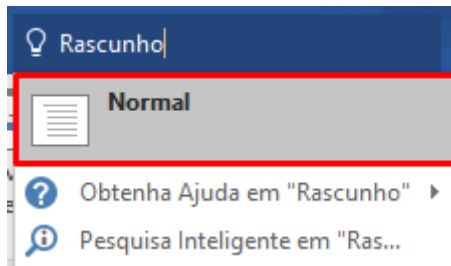 Rascunho
Normal
Obtenha Ajuda em "Rascunho"
Pesquisa Inteligente em "Ras...